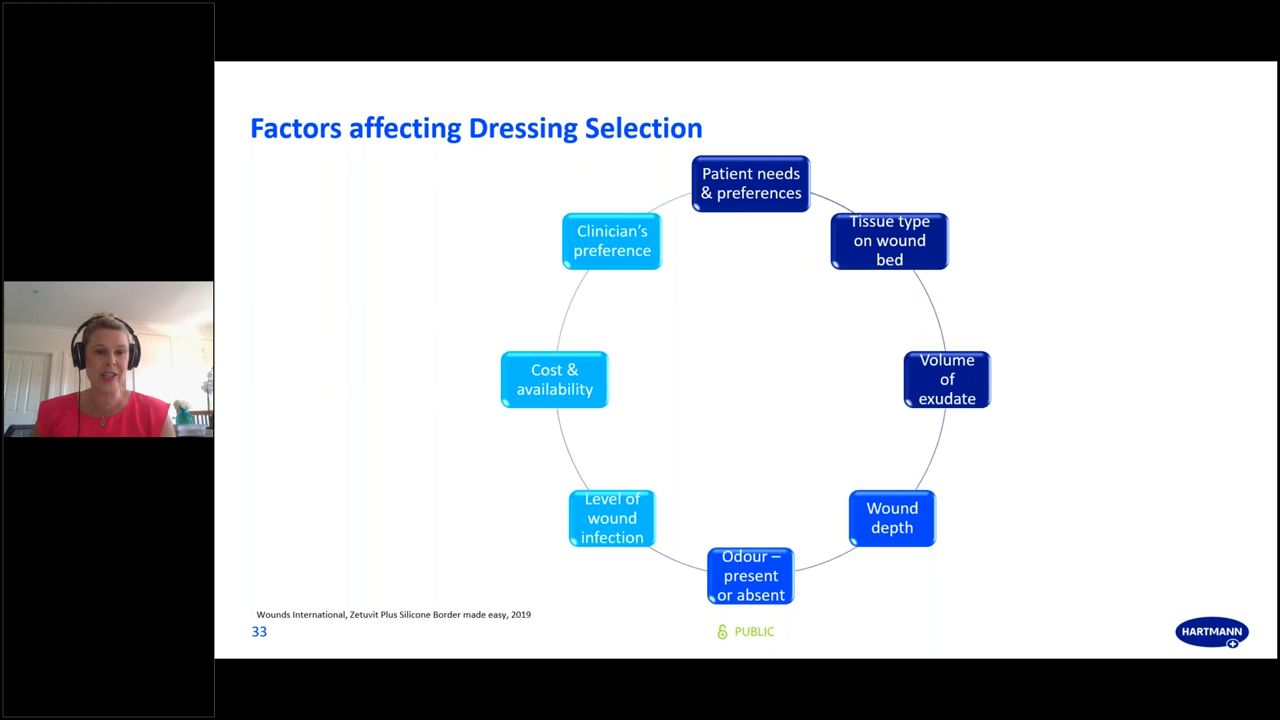 Factors affecting Dressing Selection
Patient needs
& preferences
Tissue type
on wound
bed
Volume
of
exudate
Wound
depth
Odour –
present
or absent
Level of
wound
infection
Cost &
availability
Clinician's
preference
Wounds International, Zetuvit Plus Silicone Border made easy, 2019
33
PUBLIC
HARTMANN